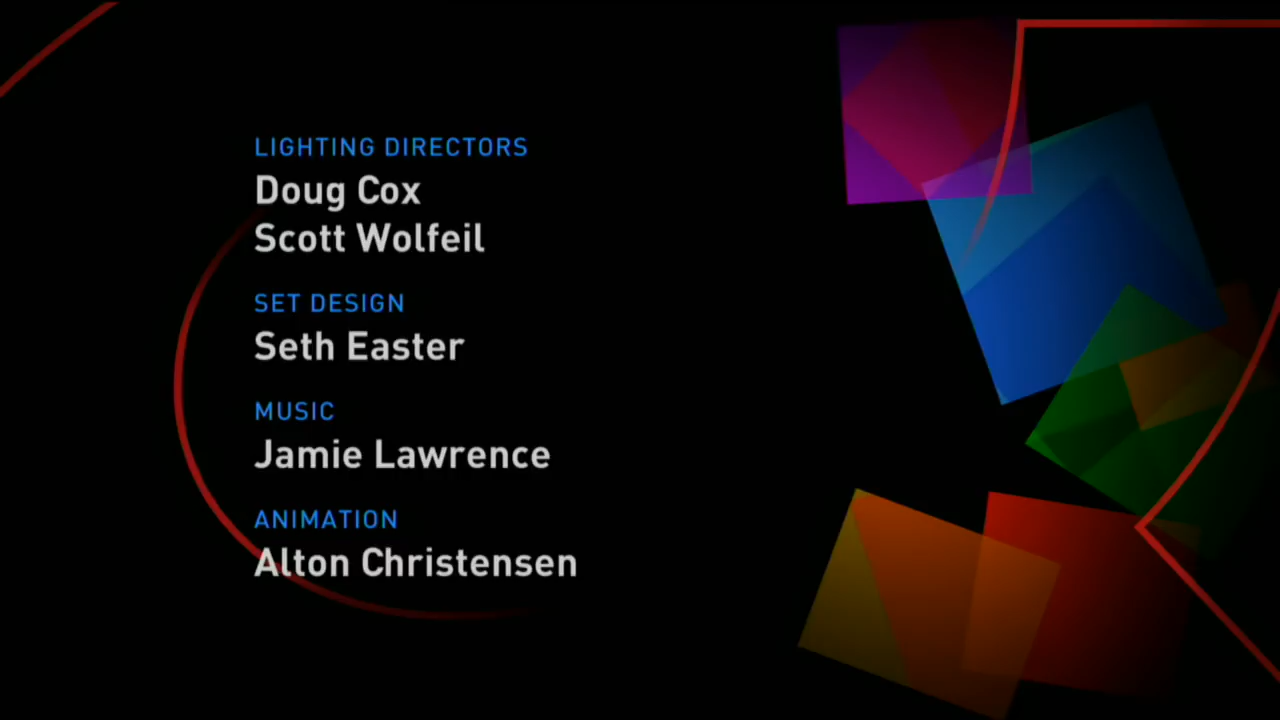 LIGHTING DIRECTORS
Doug Cox
Scott Wolfeil
SET DESIGN
Seth Easter
MUSIC
Jamie Lawrence
ANIMATION
Alton Christensen